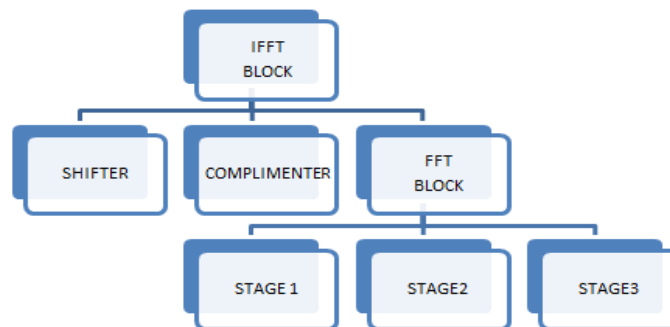 IFFT
BLOCK
SHIFTER
COMPLIMENTER
FFT
BLOCK
STAGE 1
STAGE2
STAGE3